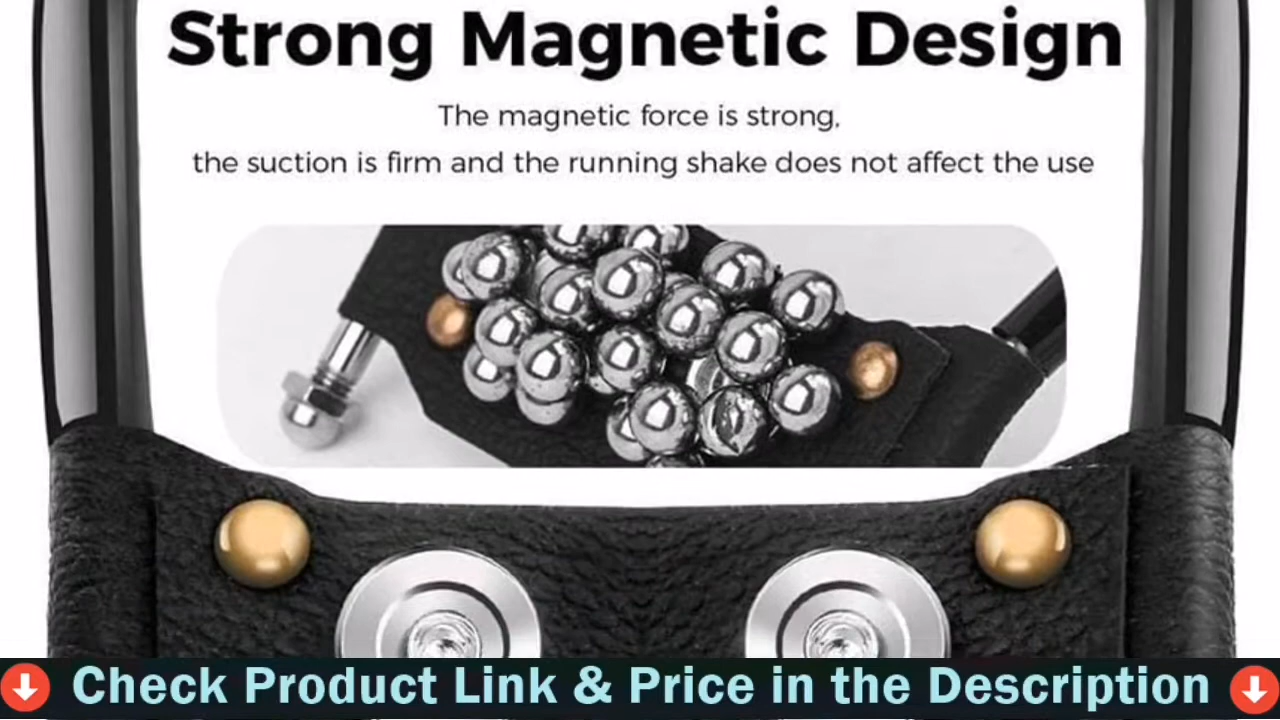 Strong Magnetic Design
The magnetic force is strong,
the suction is firm and the running shake does not affect the use
Check Product Link & Price in the Description